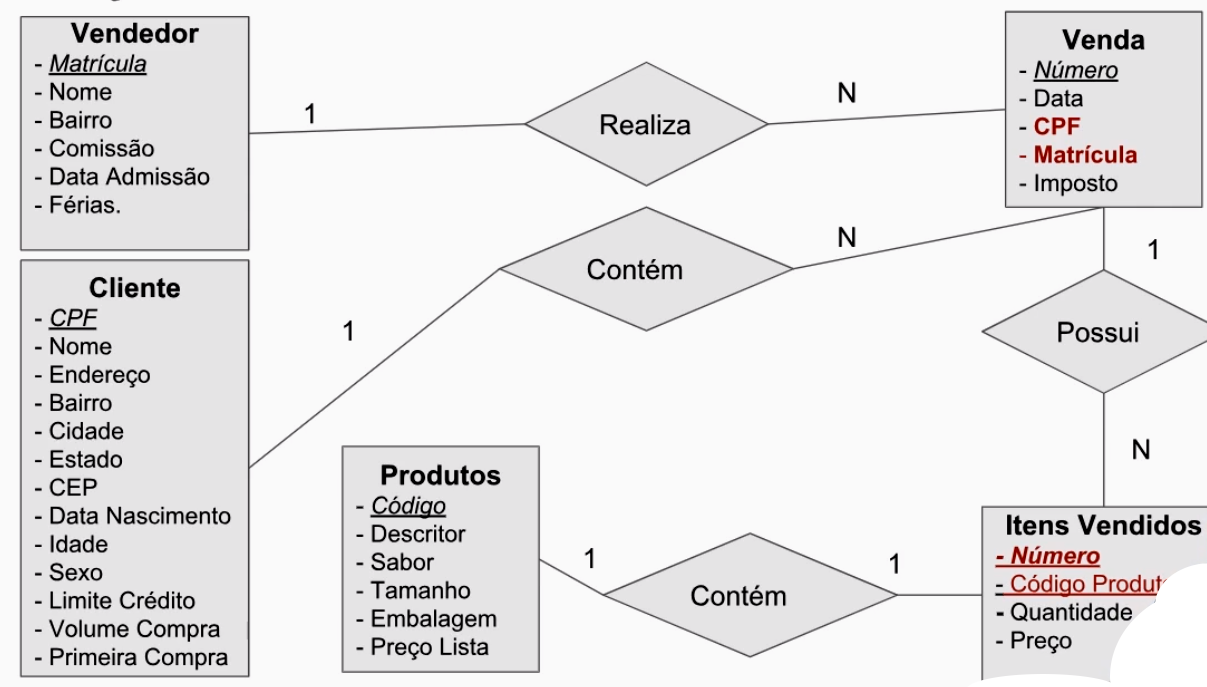 Vendedor
- Matrícula
- Nome
- Bairro
- Comissão
- Data Admissão
- Férias.
1
Realiza
N
Venda
- Número
- Data
- CPF
- Matrícula
- Imposto
Cliente
- CPF
- Nome
- Endereço
- Bairro
- Cidade
- Estado
- CEP
- Data Nascimento
- Idade
- Sexo
- Limite Crédito
- Volume Compra
- Primeira Compra
1
Contém
N
1
Possui
N
Produtos
- Código
- Descritor
- Sabor
- Tamanho
- Embalagem
- Preço Lista
1
Contém
1
Itens Vendidos
- Número
- Código
- Quantidade
- Preço